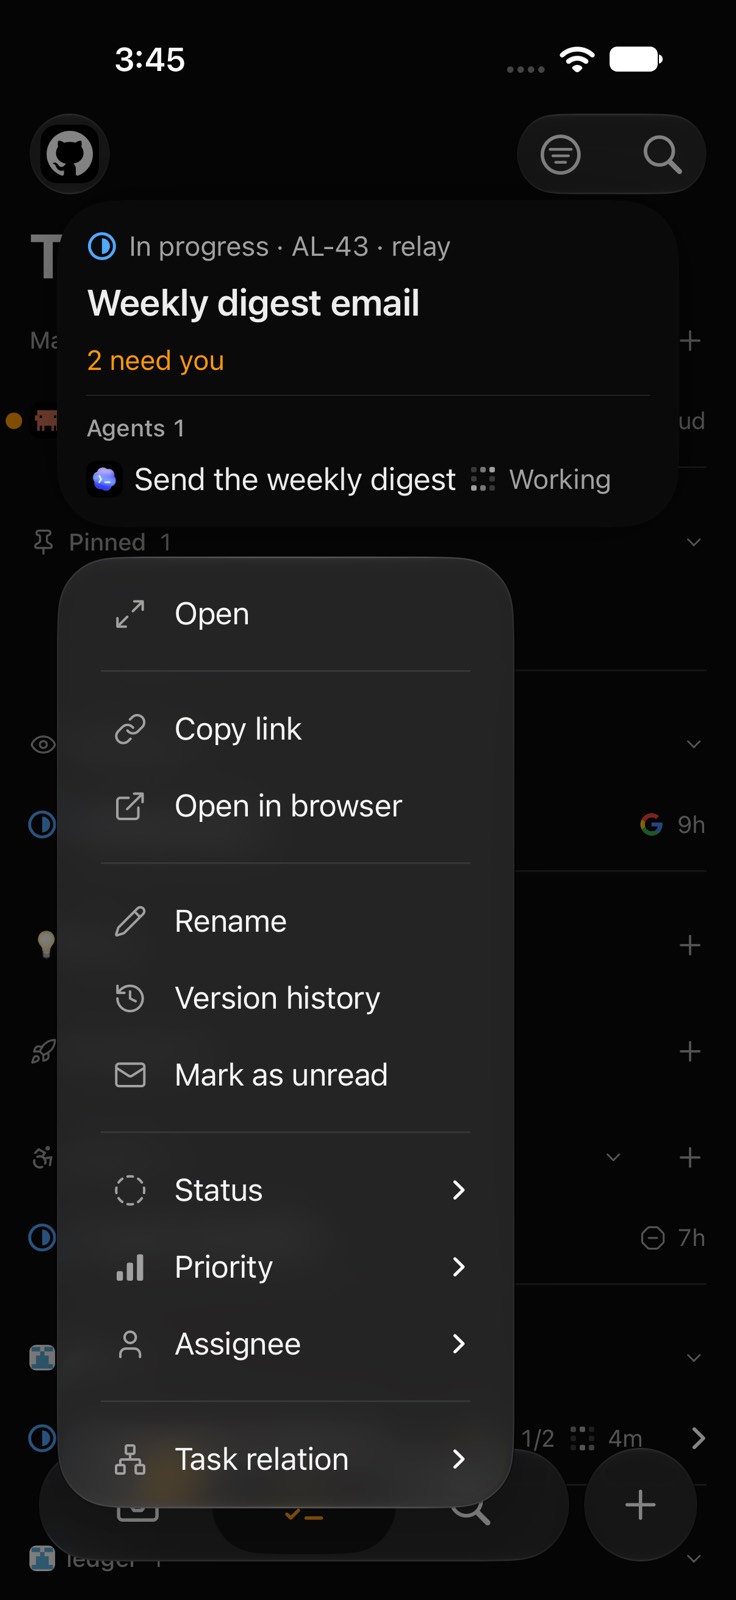 3:45
In progress · AL-43 · relay
Weekly digest email
2 need you
Agents 1
Send the weekly digest Working
Pinned 1
Open
Copy link
Open in browser
9h
Rename
Version history
Mark as unread
Status
Priority
7h
Assignee
1/2 4m
Task relation
ledger 1